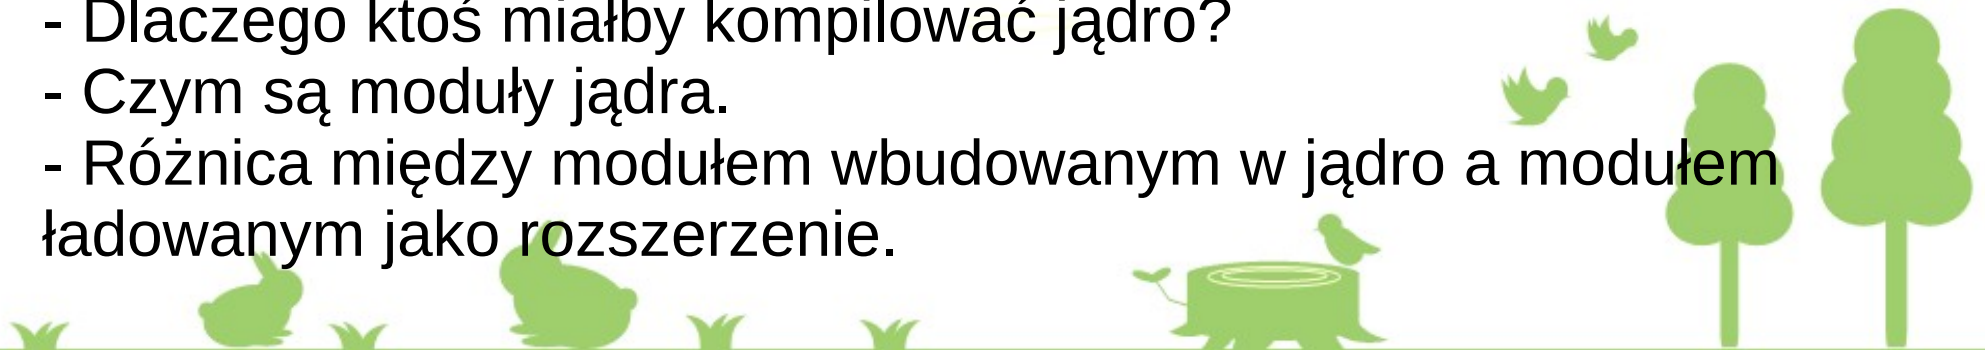 - Dlaczego ktoś miałby kompilować jądro?
- Czym są moduły jądra.
- Różnica między modułem wbudowanym w jądro a modułem
ładowanym jako rozszerzenie.